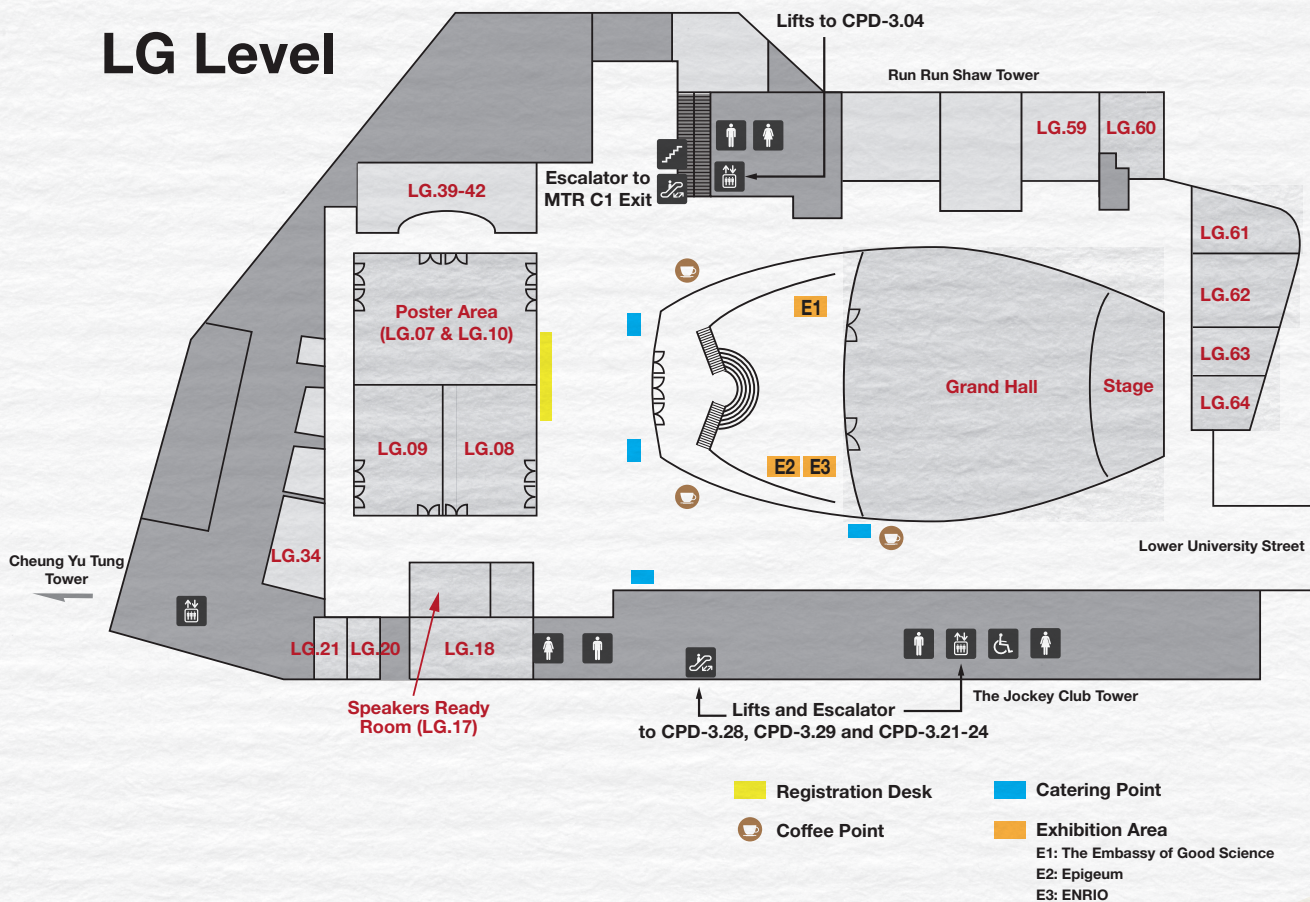 LG Level
Lifts to CPD-3.04
Run Run Shaw Tower
LG.59
LG.60
LG.39-42
Escalator to
MTR C1 Exit
LG.61
LG.62
LG.63
LG.64
E1
Poster Area
(LG.07 & LG.10)
Grand Hall
Stage
LG.09
LG.08
E2
E3
LG.34
Lower University Street
Cheung Yu Tung
Tower
LG.21
LG.20
LG.18
Speakers Ready
Room (LG.17)
The Jockey Club Tower
Lifts and Escalator
to CPD-3.28, CPD-3.29 and CPD-3.21-24
Registration Desk
Catering Point
Coffee Point
Exhibition Area
E1: The Embassy of Good Science
E2: Epigeum
E3: ENRIO